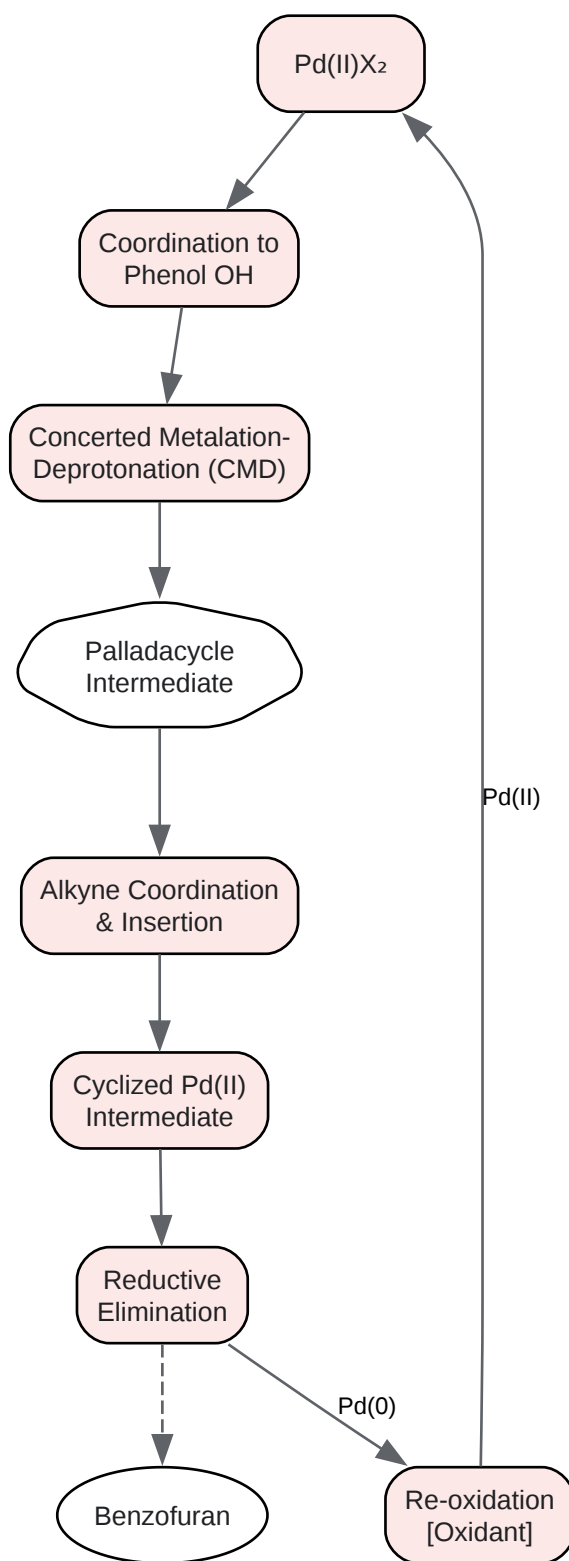 Pd(II)X₂
Coordination to
Phenol OH
Concerted Metalation-
Deprotonation (CMD)
Palladacycle
Intermediate
Pd(II)
Alkyne Coordination
& Insertion
Cyclized Pd(II)
Intermediate
Reductive
Elimination
Pd(0)
Benzofuran
Re-oxidation
[Oxidant]